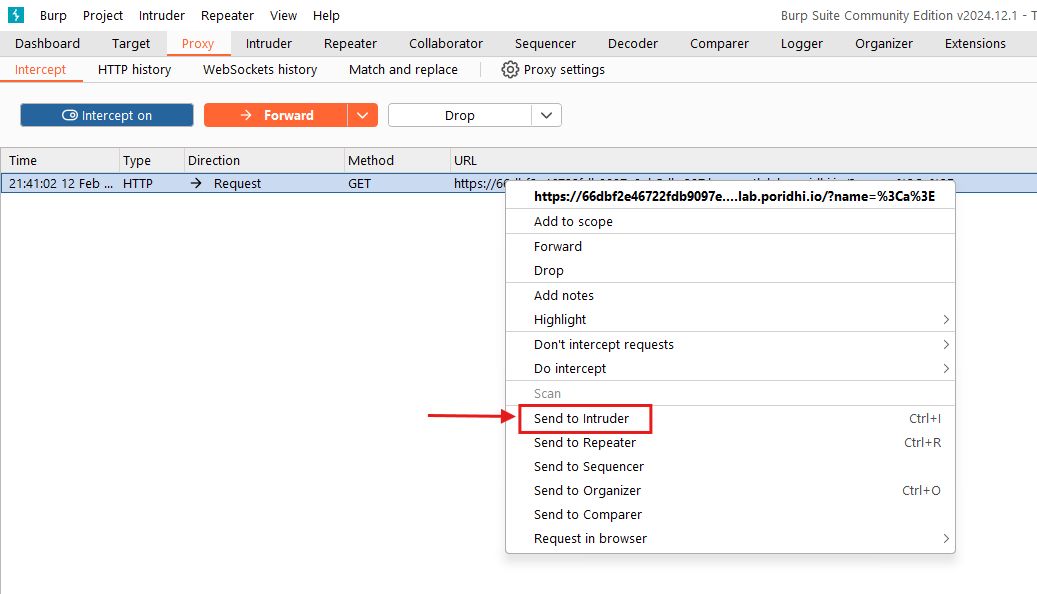 Burp Project Intruder Repeater View Help Burp Suite Community Edition v2024.12.1 - T
Dashboard Target Proxy Intruder Repeater Collaborator Sequencer Decoder Comparer Logger Organizer Extensions
Intercept HTTP history WebSockets history Match and replace Proxy settings
Intercept on Forward Drop
Time Type Direction Method URL
21:41:02 12 Feb ... HTTP Request GET https://66
https://66dbf2e46722fdb9097e....lab.poridhi.io/?name=%3Ca%3E
Add to scope
Forward
Drop
Add notes
Highlight
Don't intercept requests
Do intercept
Scan
Send to Intruder Ctrl+I
Send to Repeater Ctrl+R
Send to Sequencer
Send to Organizer Ctrl+O
Send to Comparer
Request in browser